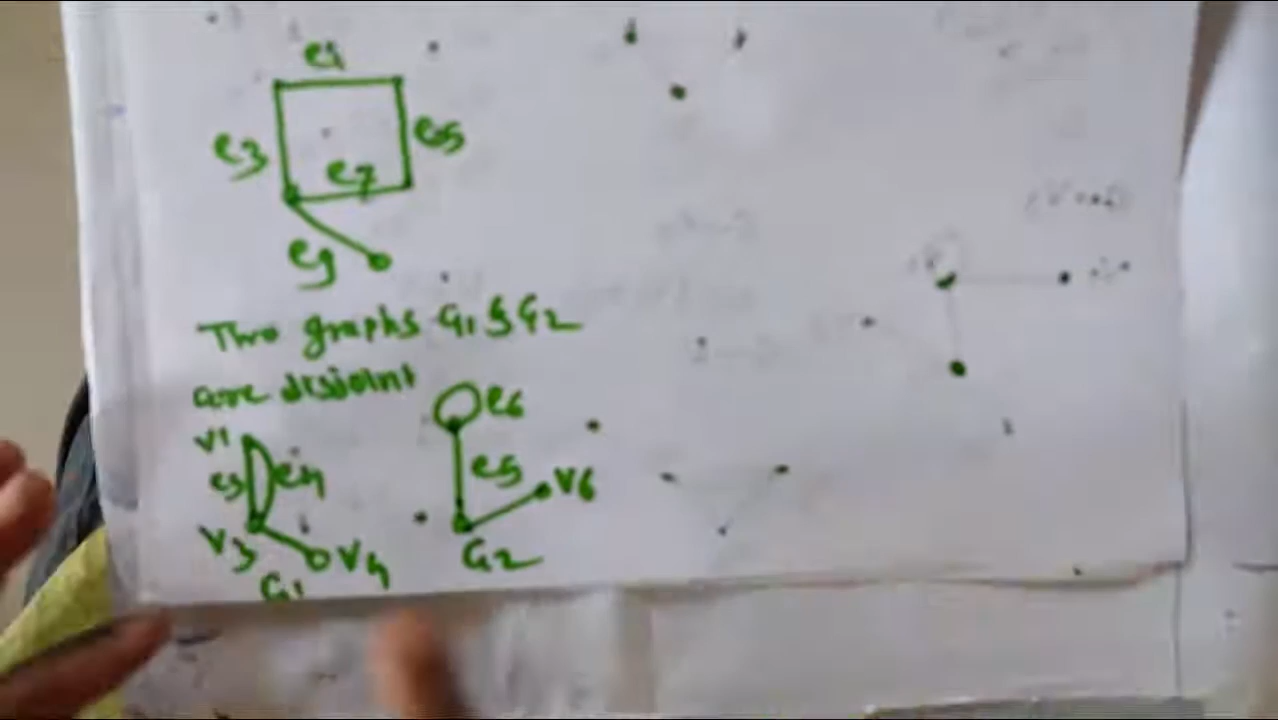 e4
e3
e5
e7
e9
Two graphs G1 & G2
are disjoint
V1
e6
e3
e4
e5
V6
V3
V4
G1
G2